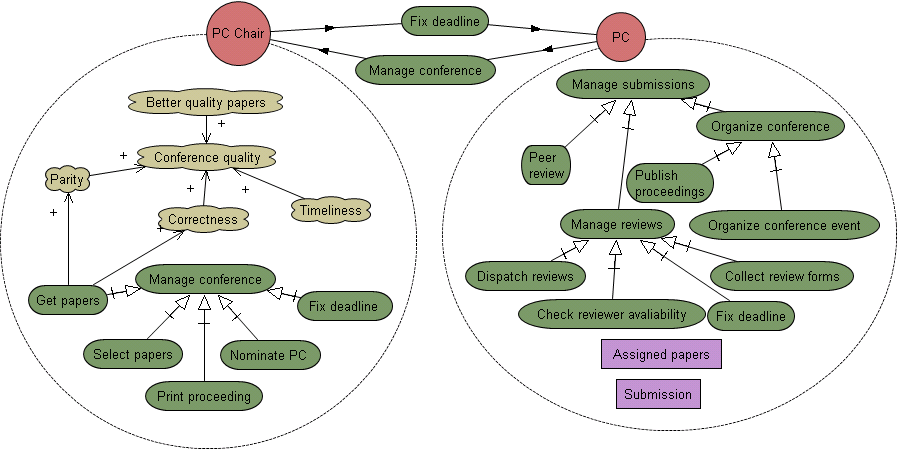 PC Chair
Fix deadline
PC
Manage conference
Better quality papers
+
Conference quality
+
Parity
+
+
+
Correctness
+
Timeliness
Manage conference
Get papers
Fix deadline
Select papers
Nominate PC
Print proceeding
Manage submissions
Organize conference
Peer
review
Publish
proceedings
Manage reviews
Organize conference event
Dispatch reviews
Collect review forms
Check reviewer avaliability
Fix deadline
Assigned papers
Submission